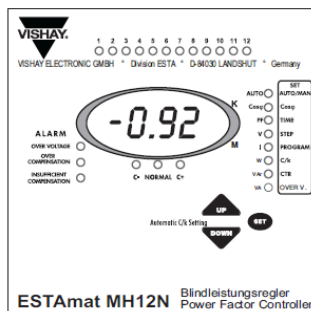 VISHAY.
1 2 3 4 5 6 7 8 9 10 11 12
VISHAY ELECTRONIC GMBH * Division ESTA * D-84030 LANDSHUT * Germany
SET
AUTO AUTO/MAN
Cosφ Cosφ
PF TIME
V STEP
I PROGRAM
W C/k
VAr CTR
VA OVER V.
K
-0.92
M
ALARM
OVER VOLTAGE
OVER
COMPENSATION
INSUFFICIENT
COMPENSATION
C- NORMAL C+
UP
Automatic C/k Setting
SET
DOWN
ESTAmat MH12N
Blindleistungsregler
Power Factor Controller